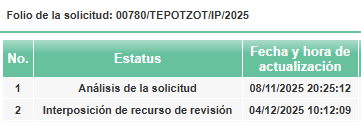 Folio de la solicitud: 00780/TEPOTZOT/IP/2025
No. Estatus Fecha y hora de actualización
1 Análisis de la solicitud 08/11/2025 20:25:12
2 Interposición de recurso de revisión 04/12/2025 10:12:09